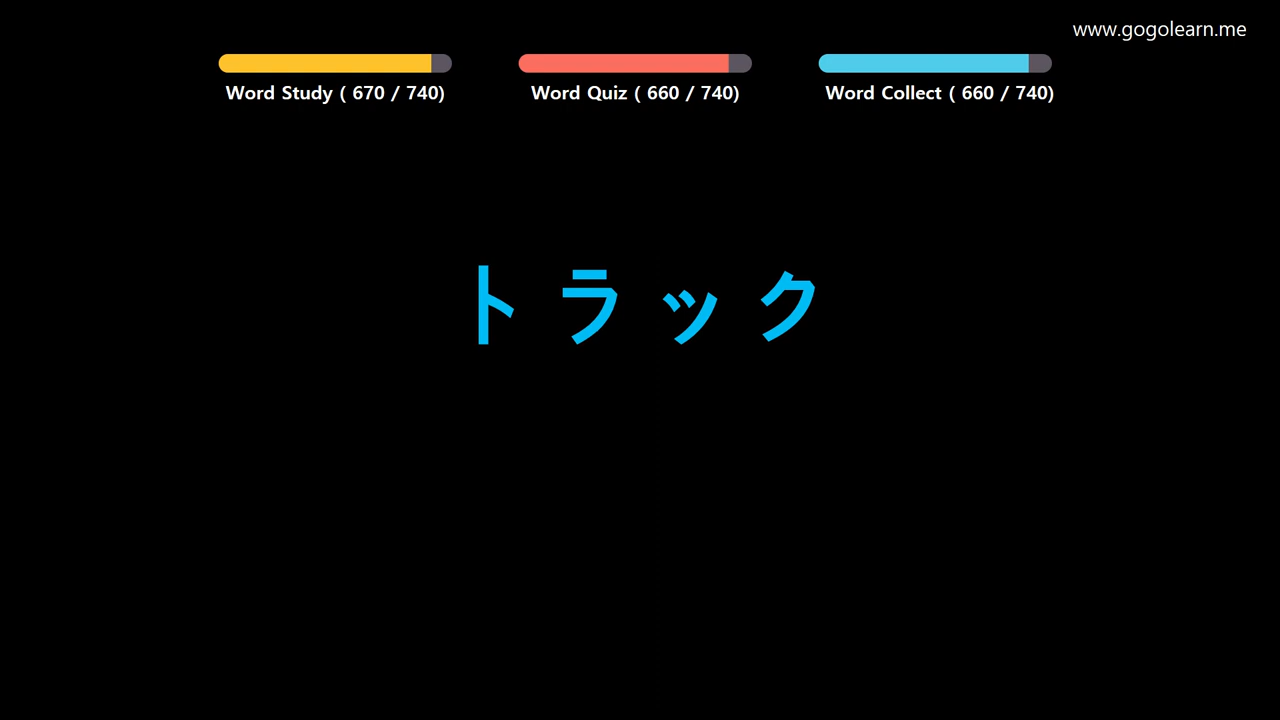 www.gogolearn.me
Word Study ( 670 / 740)
Word Quiz ( 660 / 740)
Word Collect ( 660 / 740)
トラック